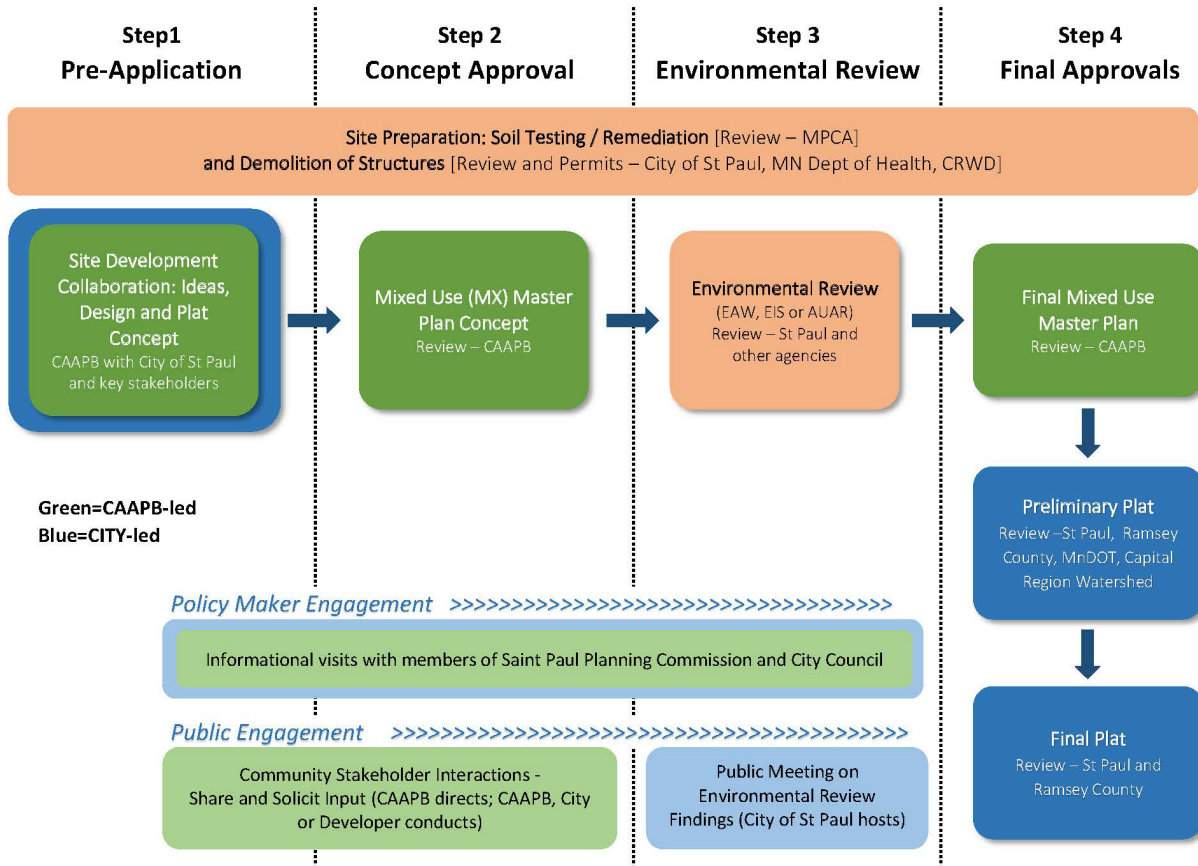 Step1
Pre-Application
Step 2
Concept Approval
Step 3
Environmental Review
Step 4
Final Approvals
Site Preparation: Soil Testing / Remediation [Review – MPCA]
and Demolition of Structures [Review and Permits – City of St Paul, MN Dept of Health, CRWD]
Site Development
Collaboration: Ideas,
Design and Plat
Concept
CAAPB with City of St Paul
and key stakeholders
Mixed Use (MX) Master
Plan Concept
Review – CAAPB
Environmental Review
(EAW, EIS or AUAR)
Review – St Paul and
other agencies
Final Mixed Use
Master Plan
Review – CAAPB
Green=CAAPB-led
Blue=CITY-led
Preliminary Plat
Review –St Paul, Ramsey
County, MnDOT, Capital
Region Watershed
Policy Maker Engagement >>>>>>>>>>>>>>>>>>>>>>>>>>>>>>>>>>>>>
Informational visits with members of Saint Paul Planning Commission and City Council
Public Engagement >>>>>>>>>>>>>>>>>>>>>>>>>>>>>>>>>>>>>>>>>>
Community Stakeholder Interactions -
Share and Solicit Input (CAAPB directs; CAAPB, City
or Developer conducts)
Public Meeting on
Environmental Review
Findings (City of St Paul hosts)
Final Plat
Review – St Paul and
Ramsey County